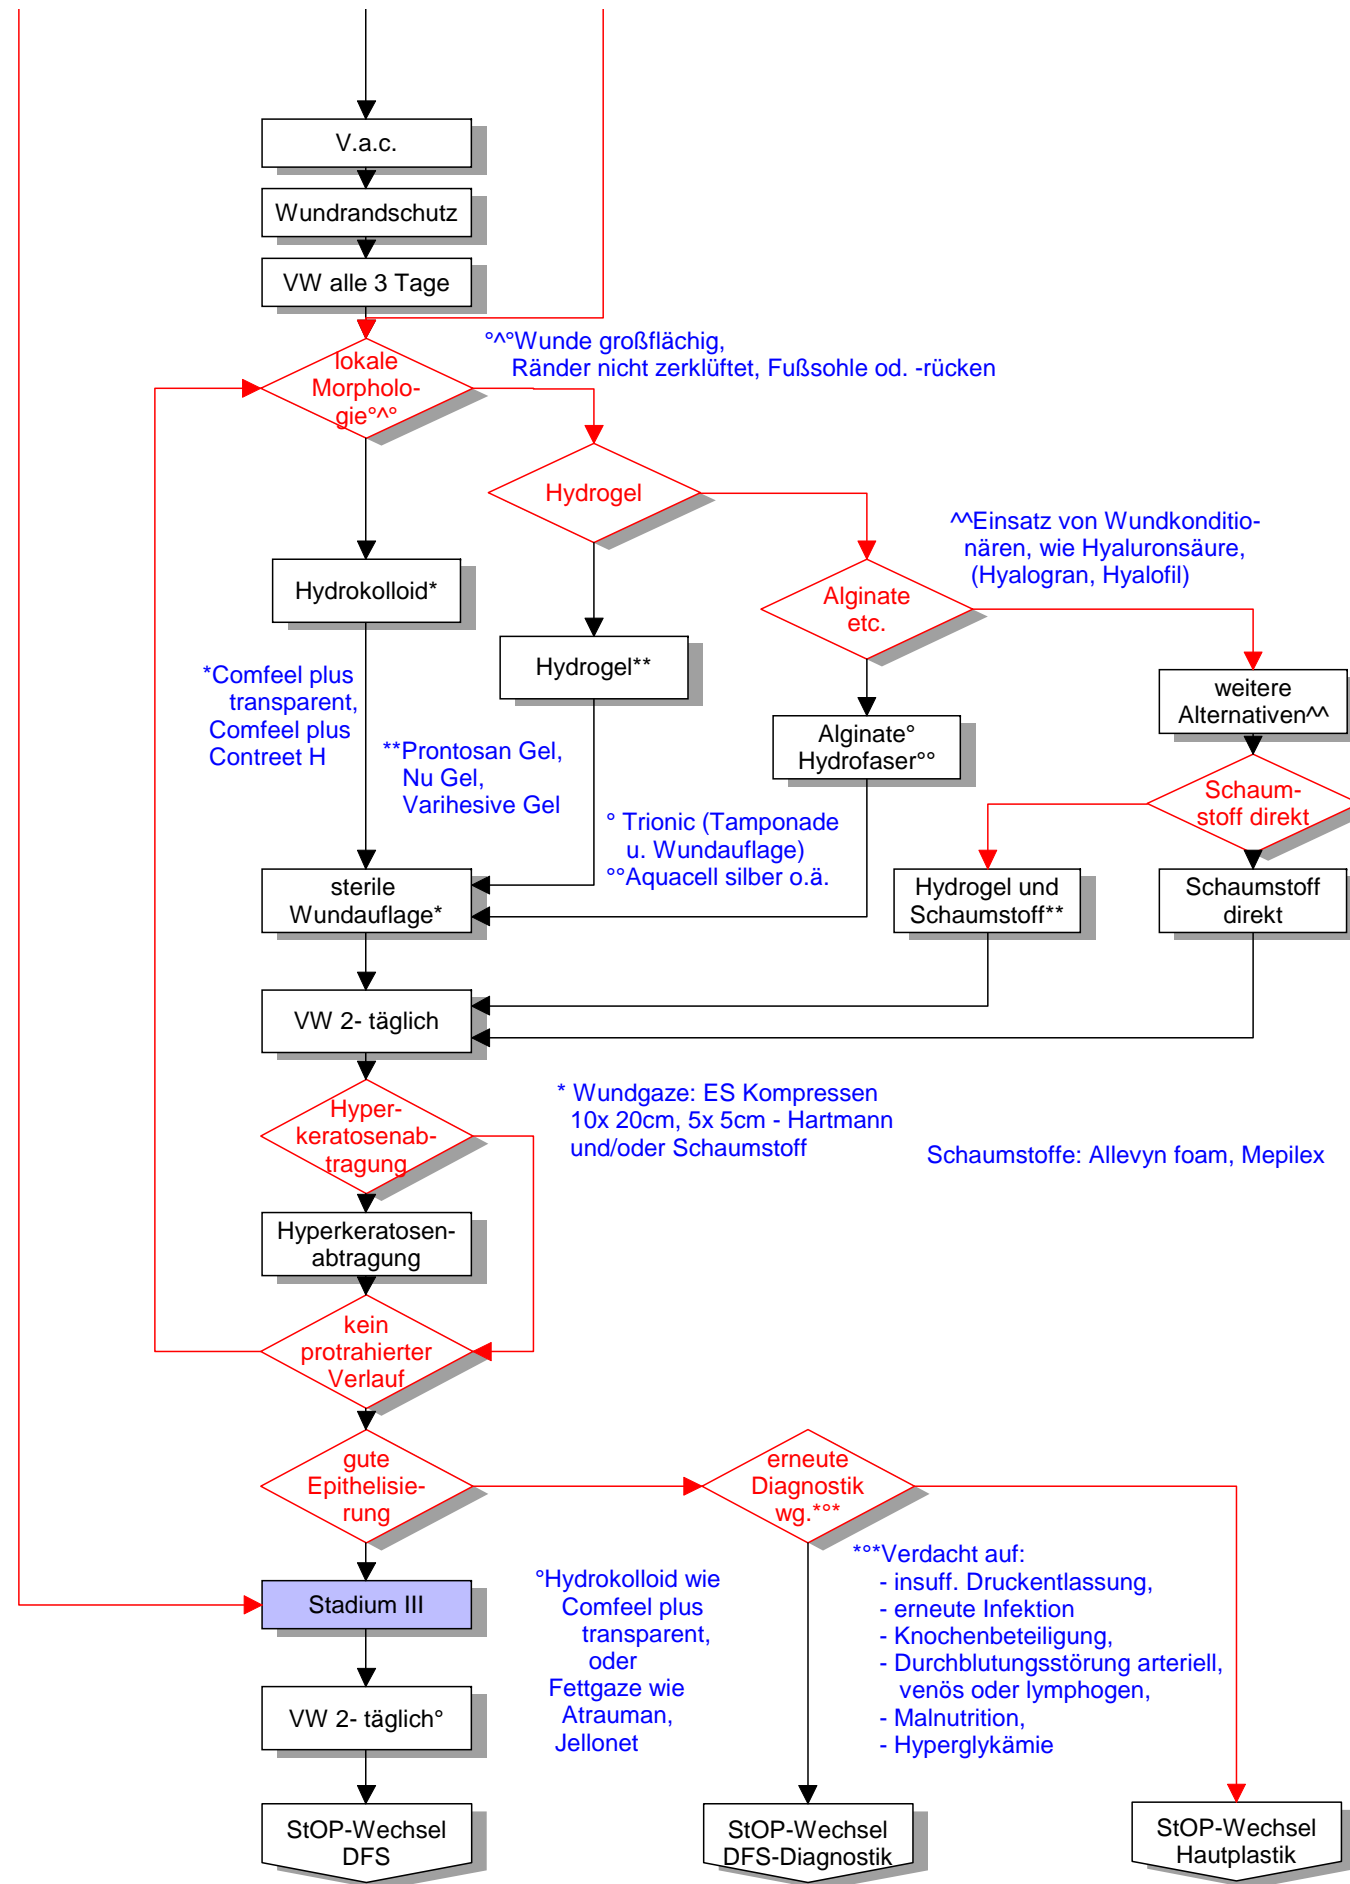 V.a.c.
Wundrandschutz
VW alle 3 Tage
°^°Wunde großflächig,
Ränder nicht zerklüftet, Fußsohle od. -rücken
lokale
Morpholo-
gie°^°
Hydrogel
^^Einsatz von Wundkonditio-
nären, wie Hyaluronsäure,
(Hyalogran, Hyalofil)
Hydrokolloid*
Alginate
etc.
Hydrogel**
*Comfeel plus
transparent,
Comfeel plus
Contreet H
weitere
Alternativen^^
**Prontosan Gel,
Nu Gel,
Varihesive Gel
Alginate°
Hydrofaser°°
Schaum-
stoff direkt
° Trionic (Tamponade
u. Wundauflage)
°°Aquacell silber o.ä.
sterile
Wundauflage*
Hydrogel und
Schaumstoff**
Schaumstoff
direkt
VW 2- täglich
* Wundgaze: ES Kompressen
10x 20cm, 5x 5cm - Hartmann
und/oder Schaumstoff
Hyper-
keratosenab-
tragung
Schaumstoffe: Allevyn foam, Mepilex
Hyperkeratosen-
abtragung
kein
protrahierter
Verlauf
gute
Epithelisie-
rung
erneute
Diagnostik
wg.*°*
*°*Verdacht auf:
- insuff. Druckentlassung,
- erneute Infektion
- Knochenbeteiligung,
- Durchblutungsstörung arteriell,
venös oder lymphogen,
- Malnutrition,
- Hyperglykämie
Stadium III
°Hydrokolloid wie
Comfeel plus
transparent,
oder
Fettgaze wie
Atrauman,
Jellonet
VW 2- täglich°
StOP-Wechsel
DFS
StOP-Wechsel
DFS-Diagnostik
StOP-Wechsel
Hautplastik